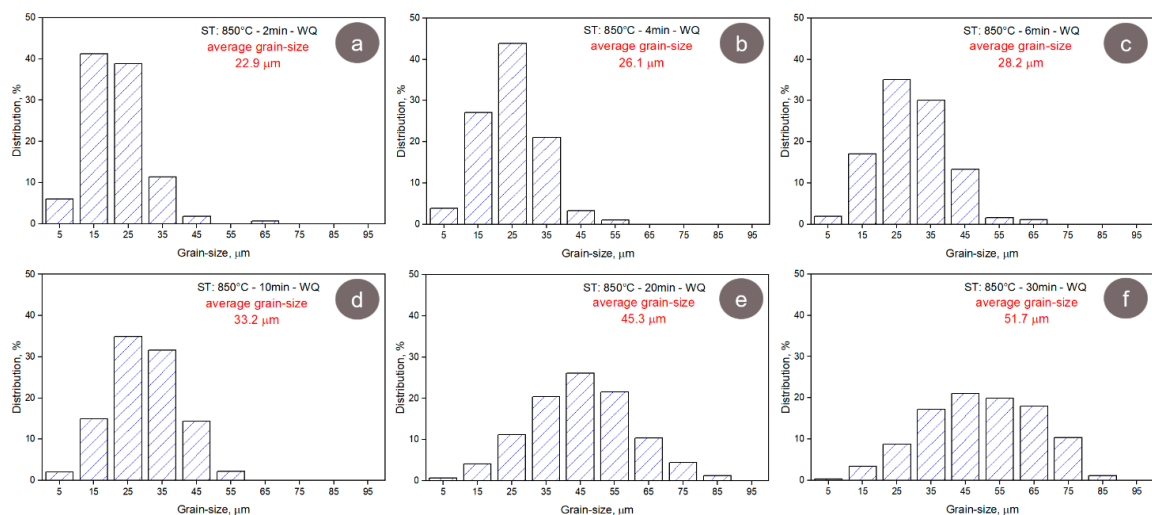 ST: 850°C - 2min - WQ
average grain-size
22.9 μm
a
Distribution, %
50
40
30
20
10
0
5 15 25 35 45 55 65 75 85 95
Grain-size, μm
ST: 850°C - 4min - WQ
average grain-size
26.1 μm
b
Distribution, %
50
40
30
20
10
0
5 15 25 35 45 55 65 75 85 95
Grain-size, μm
ST: 850°C - 6min - WQ
average grain-size
28.2 μm
c
Distribution, %
50
40
30
20
10
0
5 15 25 35 45 55 65 75 85 95
Grain-size, μm
ST: 850°C - 10min - WQ
average grain-size
33.2 μm
d
Distribution, %
50
40
30
20
10
0
5 15 25 35 45 55 65 75 85 95
Grain-size, μm
ST: 850°C - 20min - WQ
average grain-size
45.3 μm
e
Distribution, %
50
40
30
20
10
0
5 15 25 35 45 55 65 75 85 95
Grain-size, μm
ST: 850°C - 30min - WQ
average grain-size
51.7 μm
f
Distribution, %
50
40
30
20
10
0
5 15 25 35 45 55 65 75 85 95
Grain-size, μm